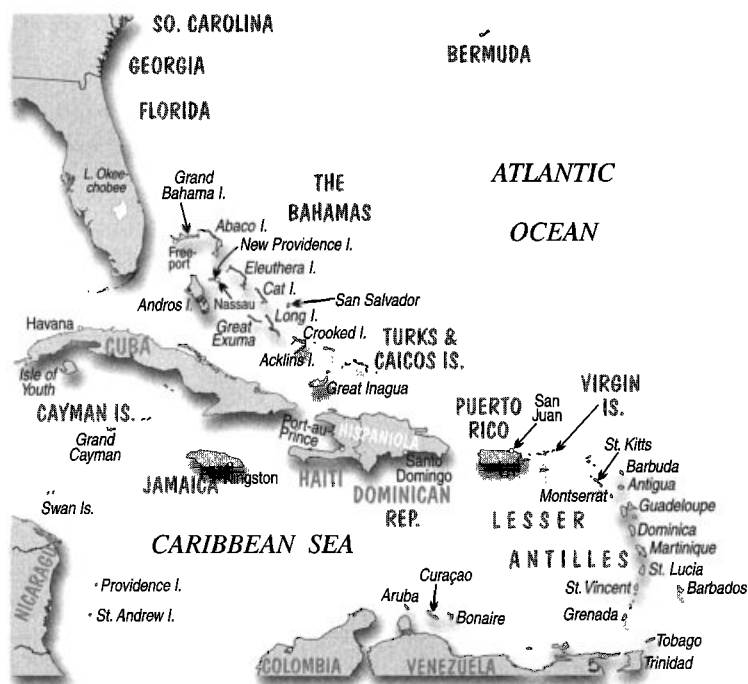 SO. CAROLINA
BERMUDA
GEORGIA
FLORIDA
ATLANTIC
OCEAN
L. Okee-
chobee
Grand
Bahama I.
THE
BAHAMAS
Abaco I.
New Providence I.
Free-
port
Eleuthera I.
Cat I.
San Salvador
Andros I.
Nassau
Long I.
Great
Exuma
Crooked I.
Acklins I.
TURKS &
CAICOS IS.
Great Inagua
Havana
CUBA
Isle of
Youth
CAYMAN IS.
Grand
Cayman
Port-au-
Prince
HISPANIOLA
PUERTO
RICO
San
Juan
VIRGIN
IS.
St. Kitts
JAMAICA
Kingston
HAITI
Santo
Domingo
DOMINICAN
REP.
Barbuda
Antigua
Montserrat
Guadeloupe
Swan Is.
LESSER
ANTILLES
Dominica
Martinique
St. Lucia
CARIBBEAN SEA
NICARAGU
Providence I.
St. Andrew I.
Aruba
Curaçao
Bonaire
St. Vincent
Barbados
Grenada
Tobago
Trinidad
COLOMBIA
VENEZUELA